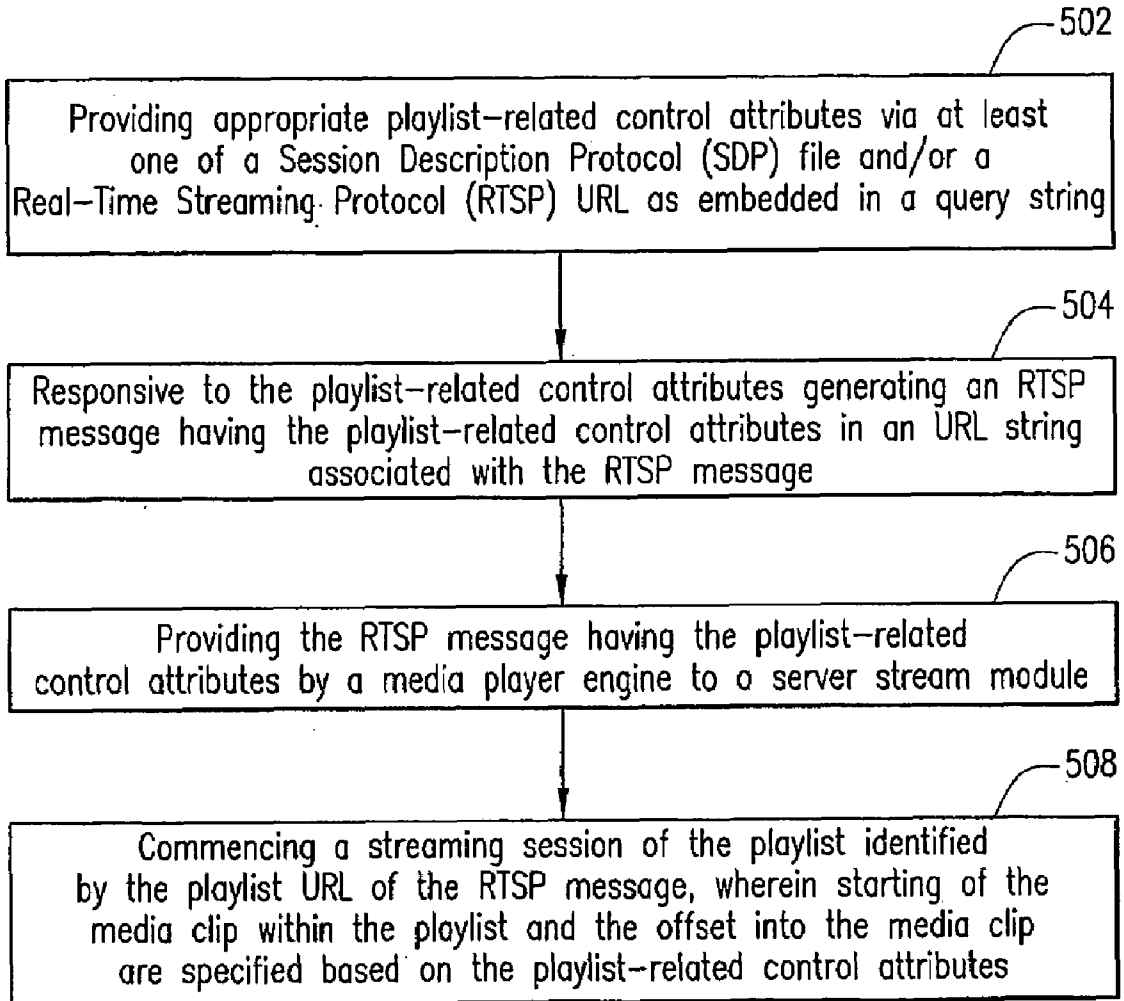 502
Providing appropriate playlist-related control attributes via at least
one of a Session Description Protocol (SDP) file and/or a
Real-Time Streaming Protocol (RTSP) URL as embedded in a query string
504
Responsive to the playlist-related control attributes generating an RTSP
message having the playlist-related control attributes in an URL string
associated with the RTSP message
506
Providing the RTSP message having the playlist-related
control attributes by a media player engine to a server stream module
508
Commencing a streaming session of the playlist identified
by the playlist URL of the RTSP message, wherein starting of the
media clip within the playlist and the offset into the media clip
are specified based on the playlist-related control attributes